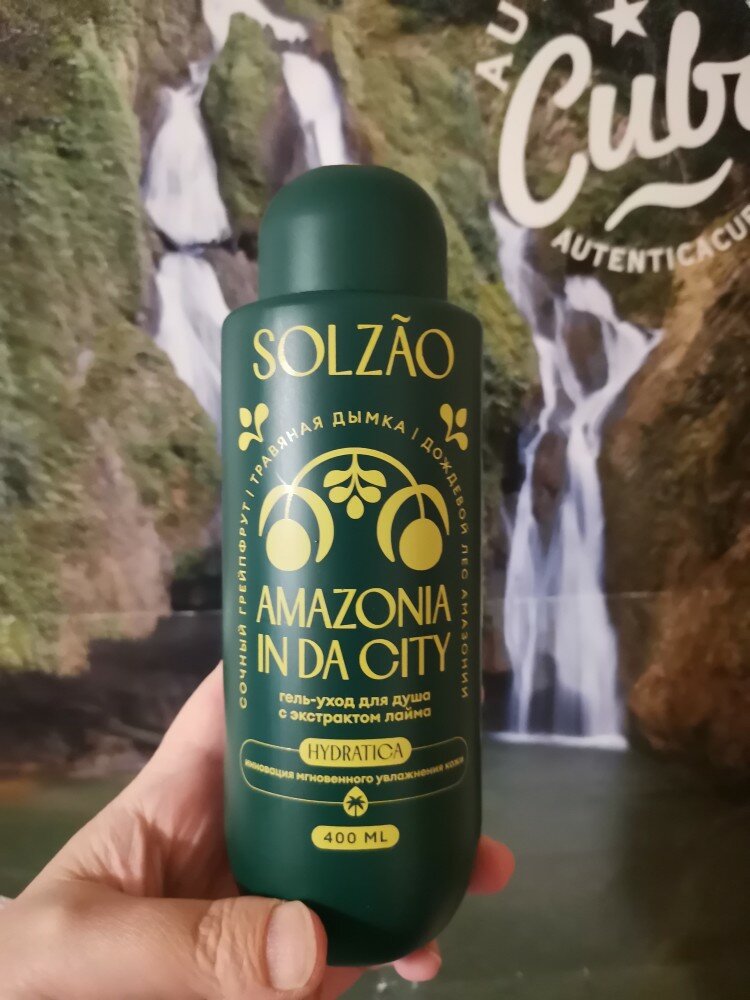 AU
Cub
AUTENTICACU
SOLZÃO
СОЧНЫЙ ГРЕЙПФРУТ | ТРАВЯНАЯ ДЫМКА | ДОЖДЕВОЙ ЛЕС АМАЗОНИИ
AMAZONIA
IN DA CITY
гель-уход для душа
с экстрактом лайма
HYDRATICA
инновация мгновенного увлажнения кожи
400 ML